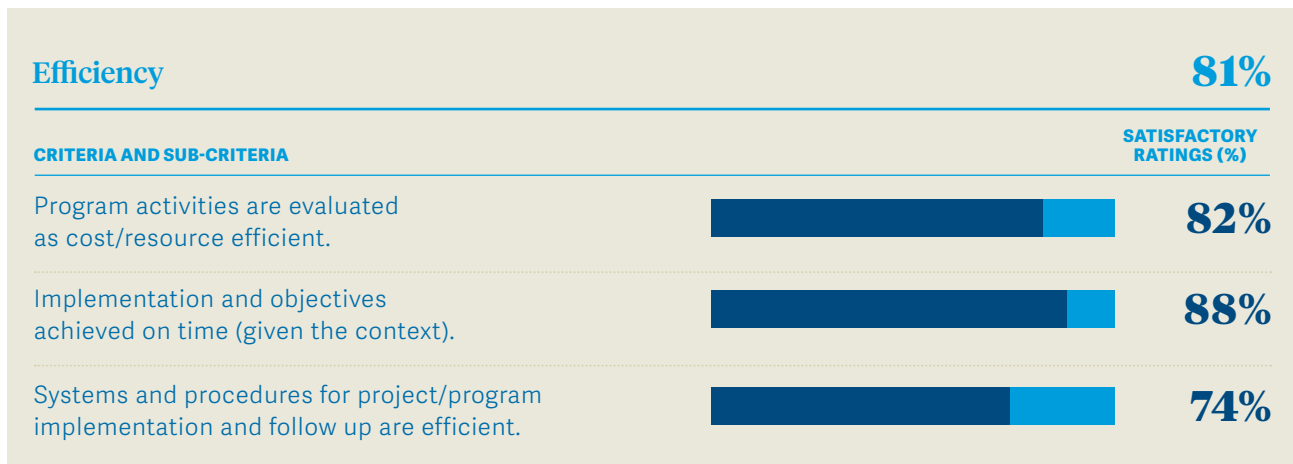 Efficiency
81%
CRITERIA AND SUB-CRITERIA
SATISFACTORY
RATINGS (%)
Program activities are evaluated
as cost/resource efficient.
82%
Implementation and objectives
achieved on time (given the context).
88%
Systems and procedures for project/program
implementation and follow up are efficient.
74%